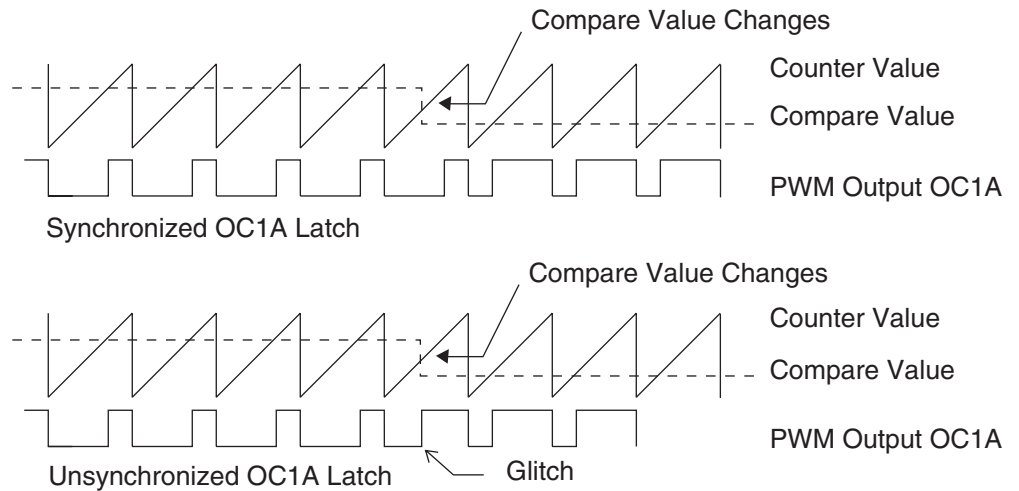 Compare Value Changes
Counter Value
Compare Value
PWM Output OC1A
Synchronized OC1A Latch
Compare Value Changes
Counter Value
Compare Value
PWM Output OC1A
Unsynchronized OC1A Latch
Glitch